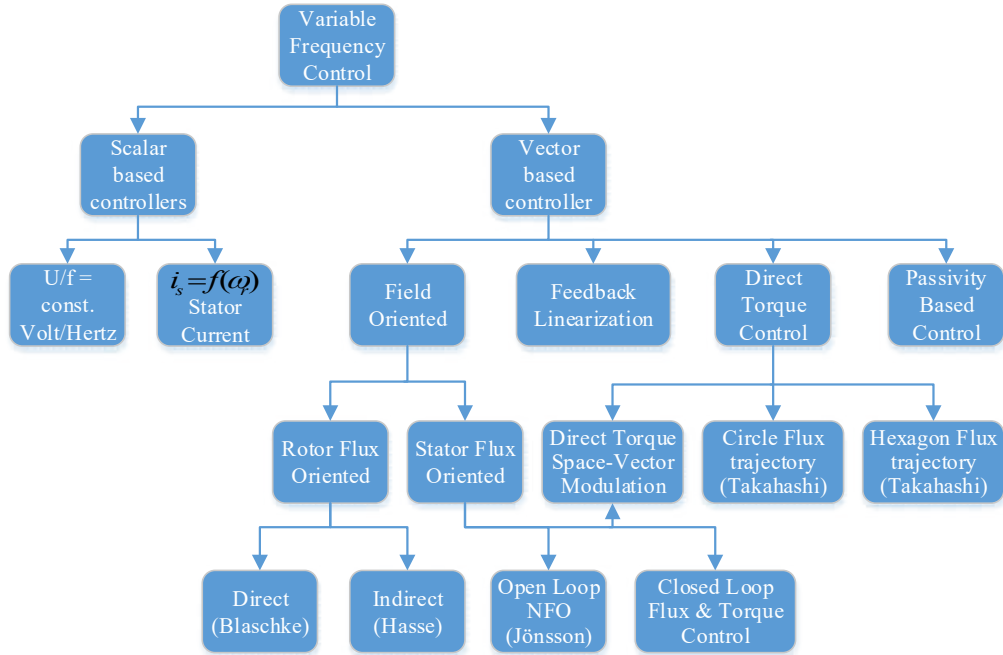 Variable
Frequency
Control
Scalar
based
controllers
Vector
based
controller
U/f =
const.
Volt/Hertz
i_s=f(ω_r)
Stator
Current
Field
Oriented
Feedback
Linearization
Direct
Torque
Control
Passivity
Based
Control
Rotor Flux
Oriented
Stator Flux
Oriented
Direct Torque
Space-Vector
Modulation
Circle Flux
trajectory
(Takahashi)
Hexagon Flux
trajectory
(Takahashi)
Direct
(Blaschke)
Indirect
(Hasse)
Open Loop
NFO
(Jönsson)
Closed Loop
Flux & Torque
Control